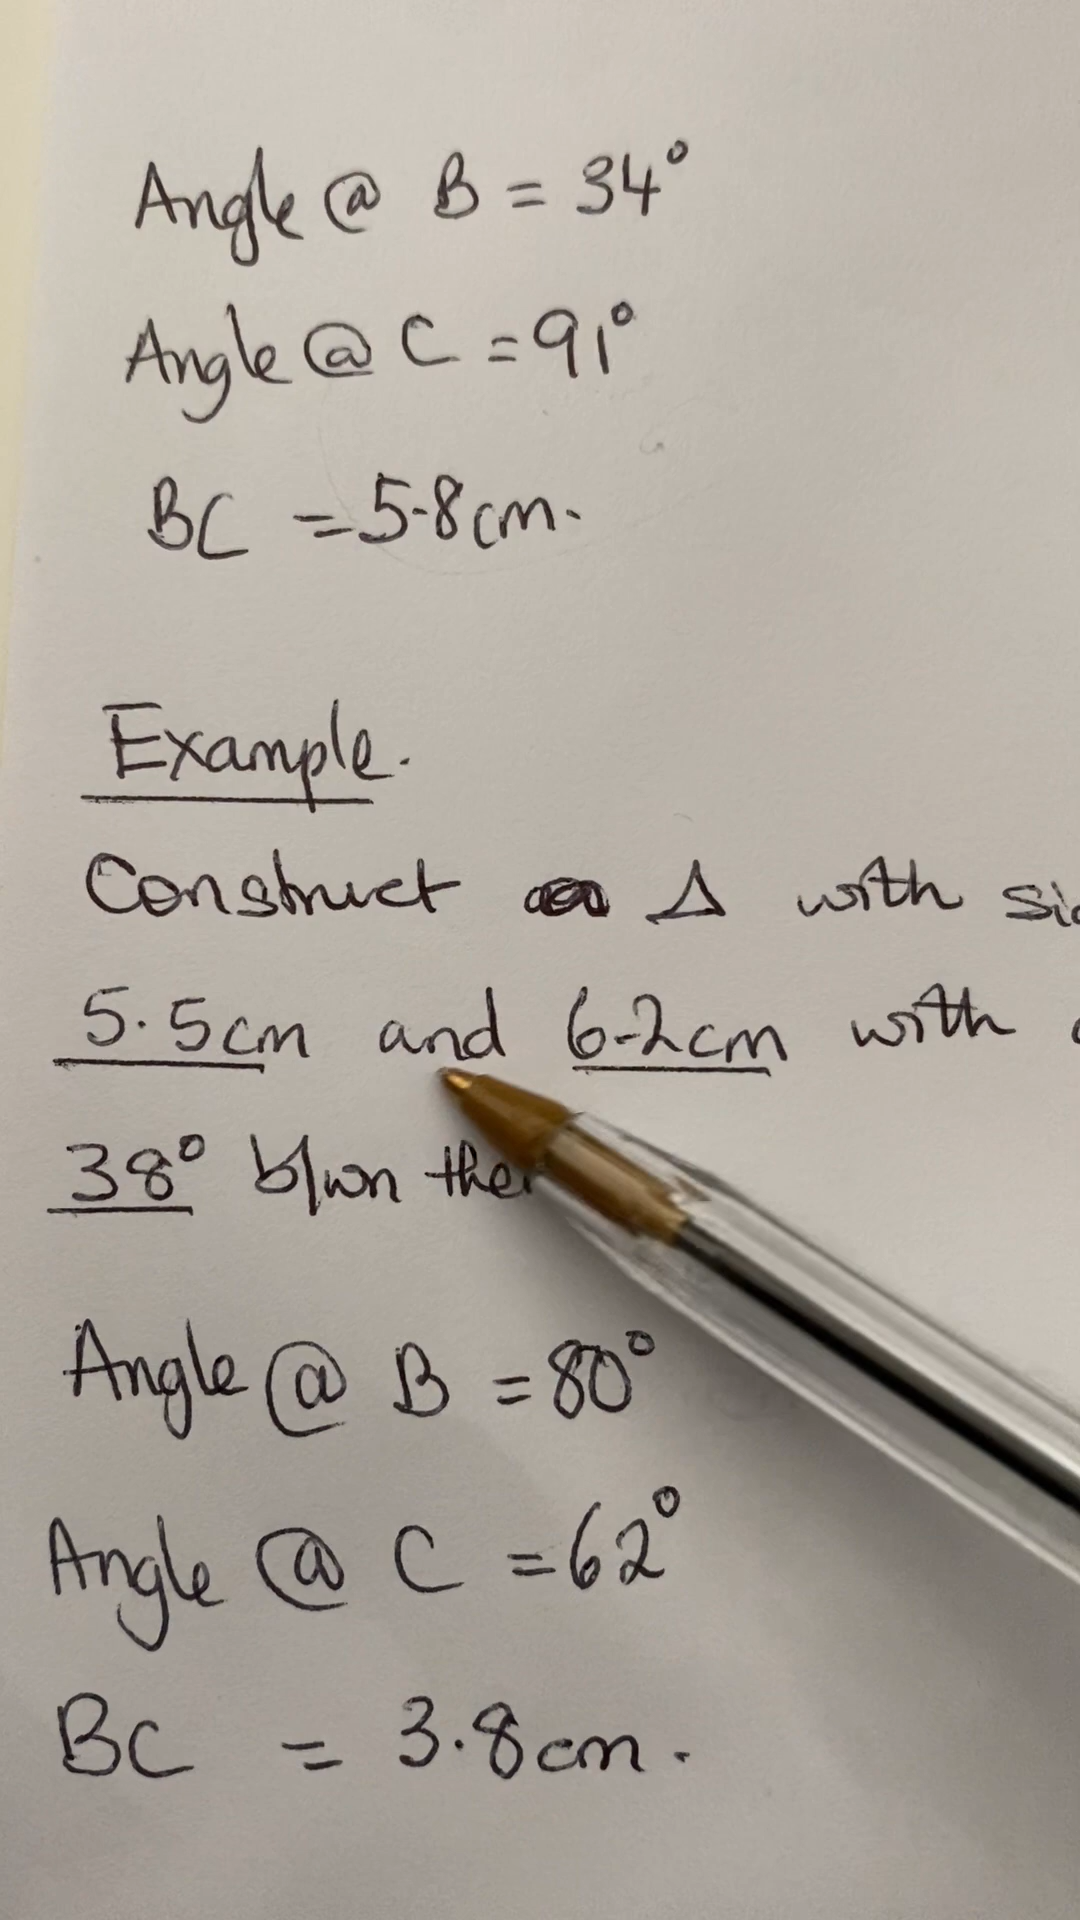 Angle @ B = 34°
Angle @ C = 91°
BC = 5.8cm.
Example.
Construct Δ with
5.5cm and 6.2cm with
38° b/wn
Angle @ B = 80°
Angle @ C = 62°
BC = 3.8cm.